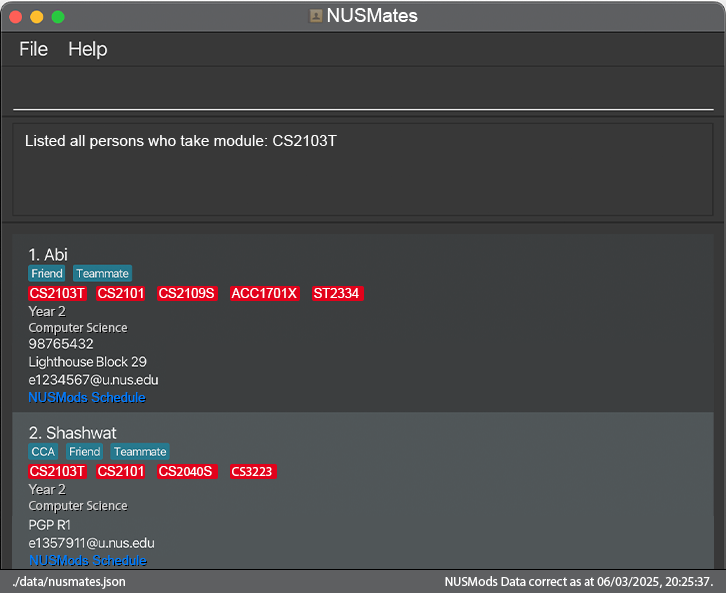 NUSMates
File Help
Listed all persons who take module: CS2103T
1. Abi
Friend Teammate
CS2103T CS2101 CS2109S ACC1701X ST2334
Year 2
Computer Science
98765432
Lighthouse Block 29
e1234567@u.nus.edu
NUSMods Schedule
2. Shashwat
CCA Friend Teammate
CS2103T CS2101 CS2040S CS3223
Year 2
Computer Science
PGP R1
e1357911@u.nus.edu
NUSMods Schedule
./data/nusmates.json NUSMods Data correct as at 06/03/2025, 20:25:37.